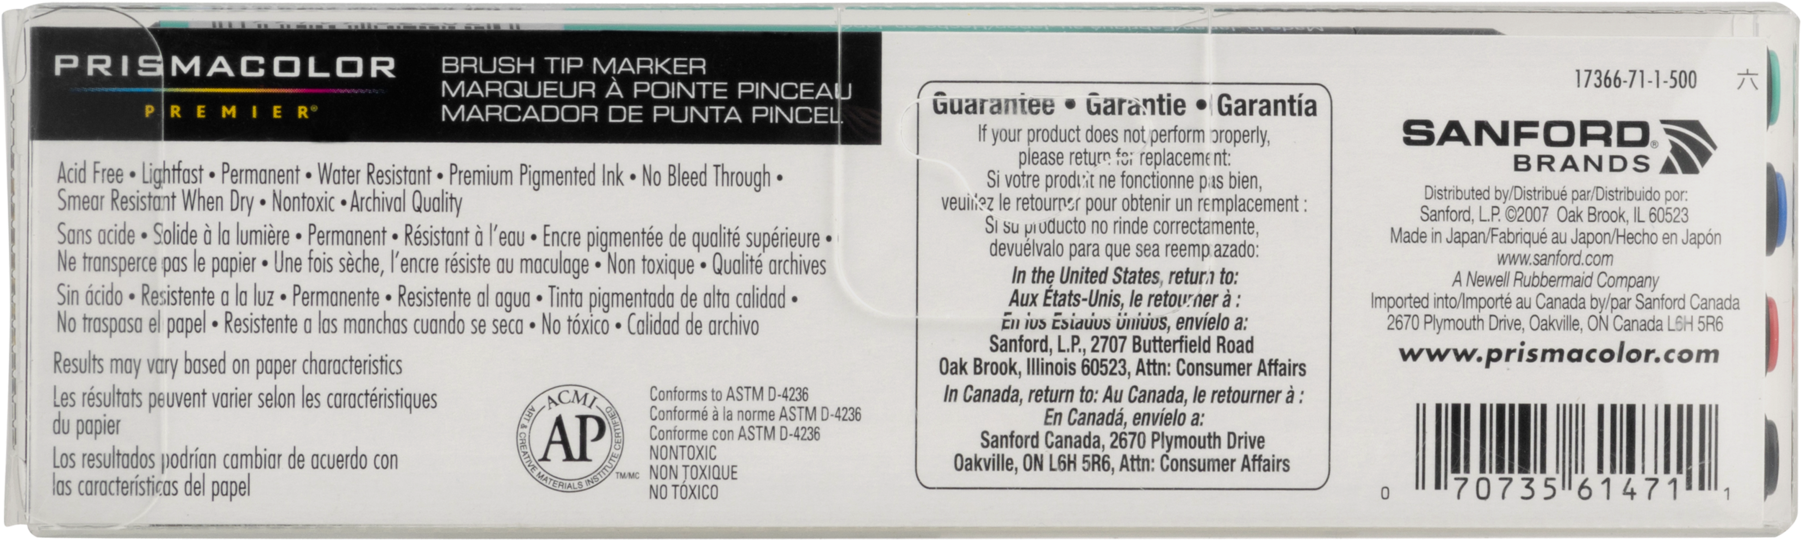 PRISMACOLOR
PREMIER®
BRUSH TIP MARKER
MARQUEUR À POINTE PINCEAU
MARCADOR DE PUNTA PINCEL
Acid Free • Lightfast • Permanent • Water Resistant • Premium Pigmented Ink • No Bleed Through •
Smear Resistant When Dry • Nontoxic • Archival Quality
Sans acide • Solide à la lumière • Permanent • Résistant à l'eau • Encre pigmentée de qualité supérieure •
Ne transperce pas le papier • Une fois sèche, l'encre résiste au maculage • Non toxique • Qualité archives
Sin ácido • Resistente a la luz • Permanente • Resistente al agua • Tinta pigmentada de alta calidad •
No traspasa el papel • Resistente a las manchas cuando se seca • No tóxico • Calidad de archivo
Results may vary based on paper characteristics
Les résultats peuvent varier selon les caractéristiques
du papier
Los resultados podrían cambiar de acuerdo con
las características del papel
ACMI
AP
ART & CREATIVE MATERIALS INSTITUTE CERTIFIED
TM/MC
Conforms to ASTM D-4236
Conformé à la norme ASTM D-4236
Conforme con ASTM D-4236
NONTOXIC
NON TOXIQUE
NO TÓXICO
Guarantee • Garantie • Garantía
If your product does not perform properly,
please return for replacement:
Si votre produit ne fonctionne pas bien,
veuillez le retourner pour obtenir un remplacement :
Si su producto no rinde correctamente,
devuélvalo para que sea reemplazado:
In the United States, return to:
Aux États-Unis, le retourner à :
En los Estados Unidos, envíelo a:
Sanford, L.P., 2707 Butterfield Road
Oak Brook, Illinois 60523, Attn: Consumer Affairs
In Canada, return to: Au Canada, le retourner à :
En Canadá, envíelo a:
Sanford Canada, 2670 Plymouth Drive
Oakville, ON L6H 5R6, Attn: Consumer Affairs
17366-71-1-500 六
SANFORD®
BRANDS
Distributed by/Distribué par/Distribuido por:
Sanford, L.P. ©2007 Oak Brook, IL 60523
Made in Japan/Fabriqué au Japon/Hecho en Japón
www.sanford.com
A Newell Rubbermaid Company
Imported into/Importé au Canada by/par Sanford Canada
2670 Plymouth Drive, Oakville, ON Canada L6H 5R6
www.prismacolor.com
0 70735 61471 1